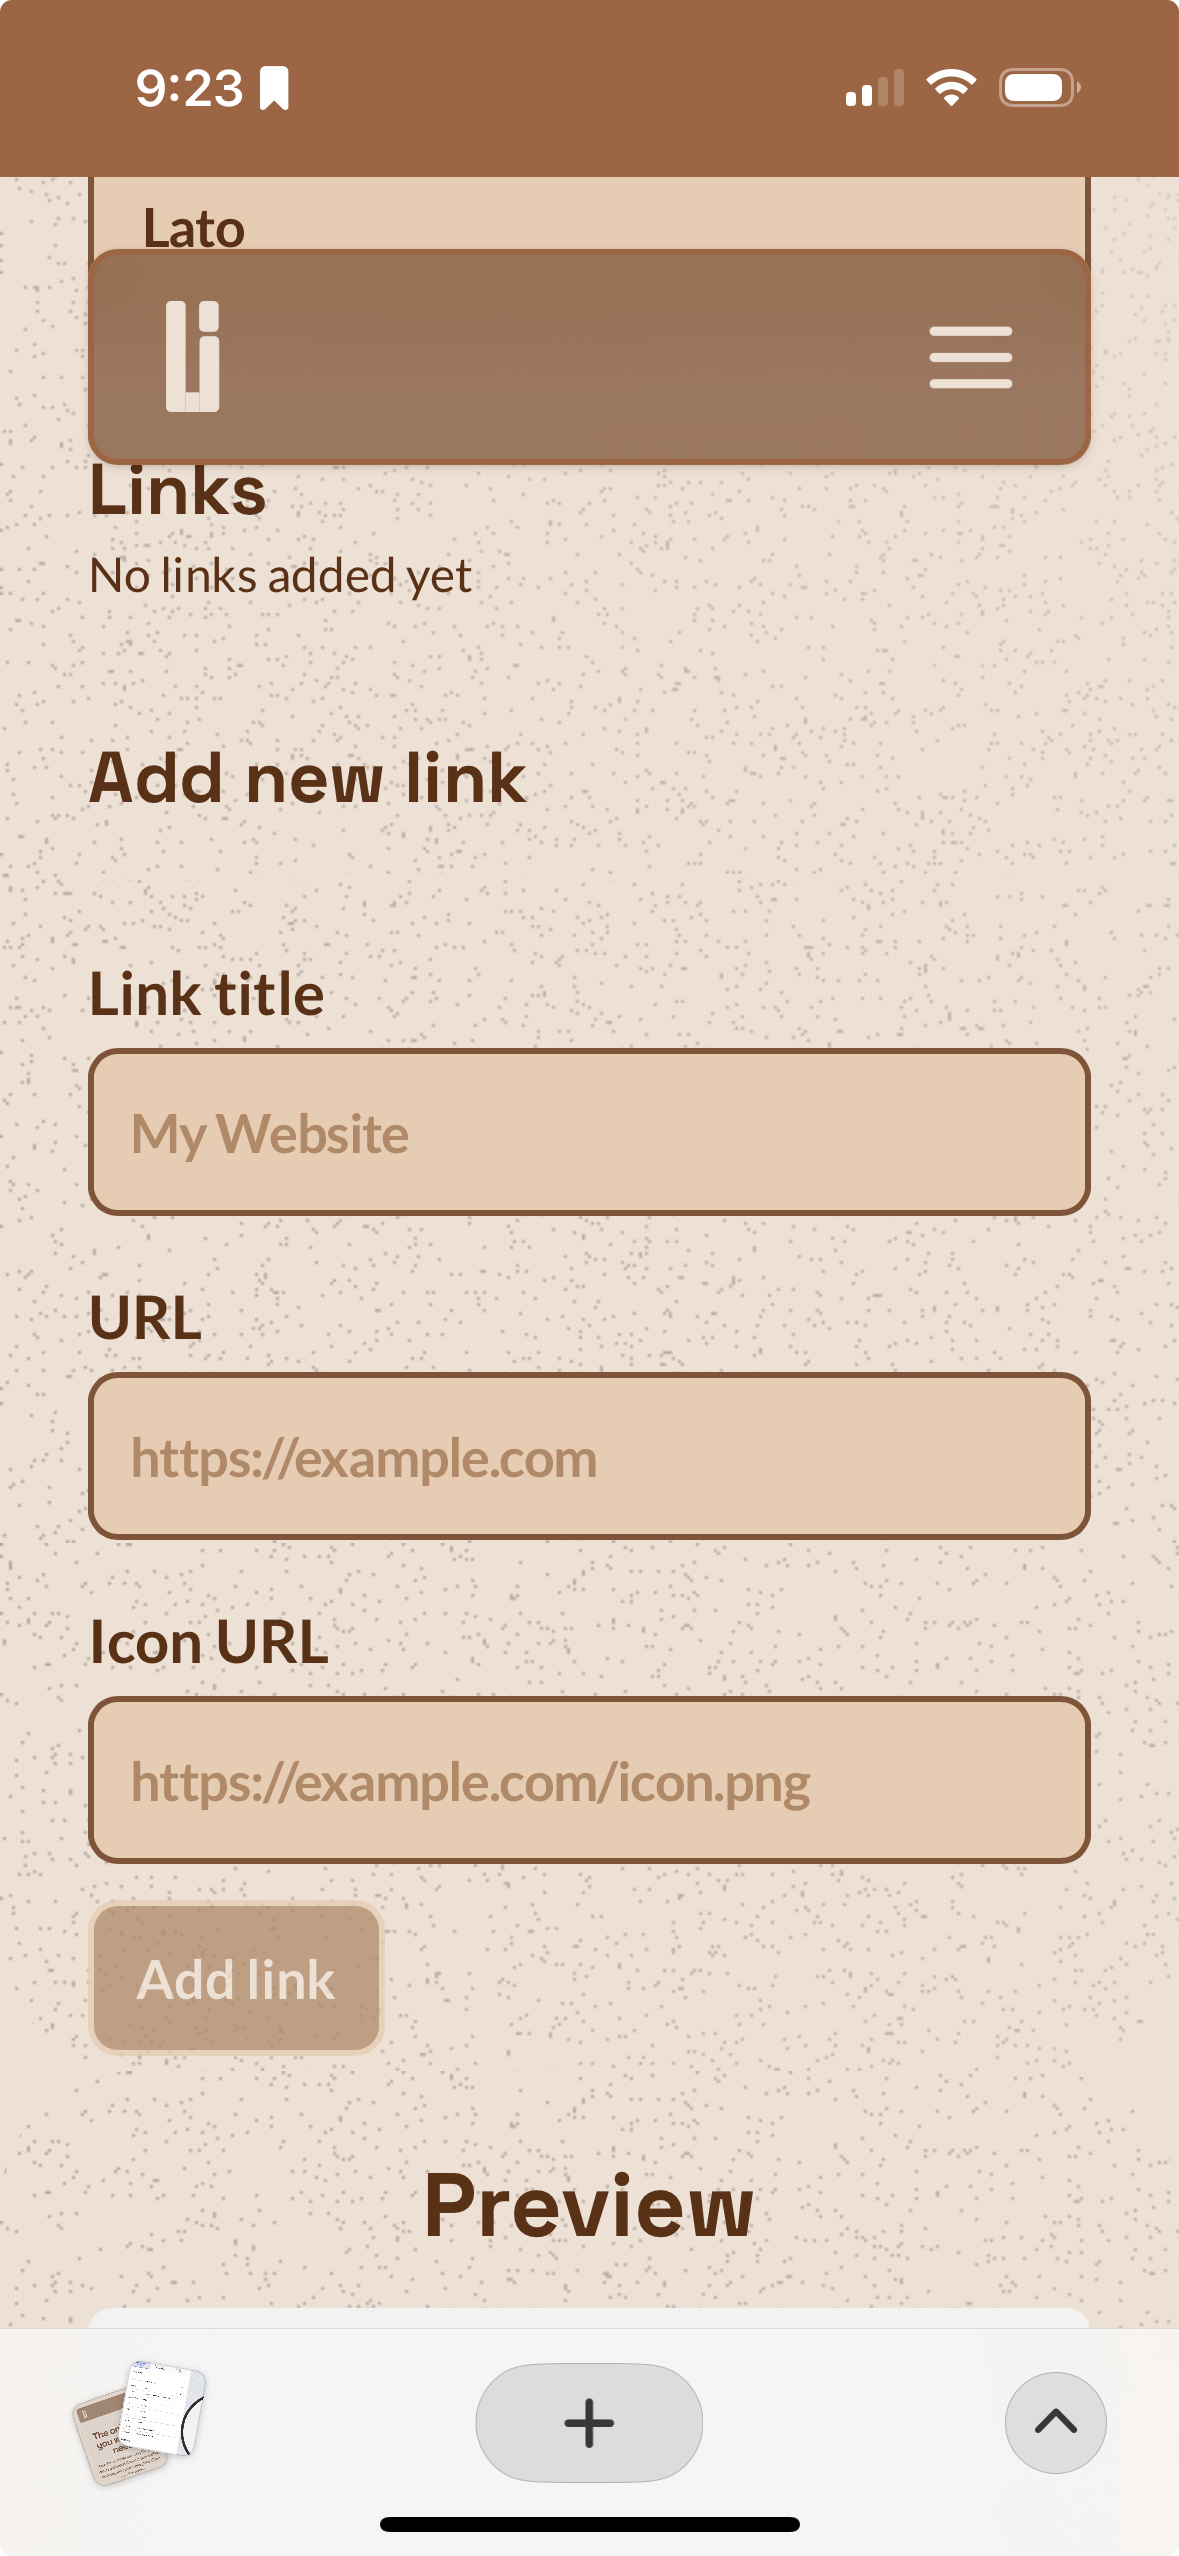 9:23
Lato
li
Links
No links added yet
Add new link
Link title
My Website
URL
https://example.com
Icon URL
https://example.com/icon.png
Add link
Preview